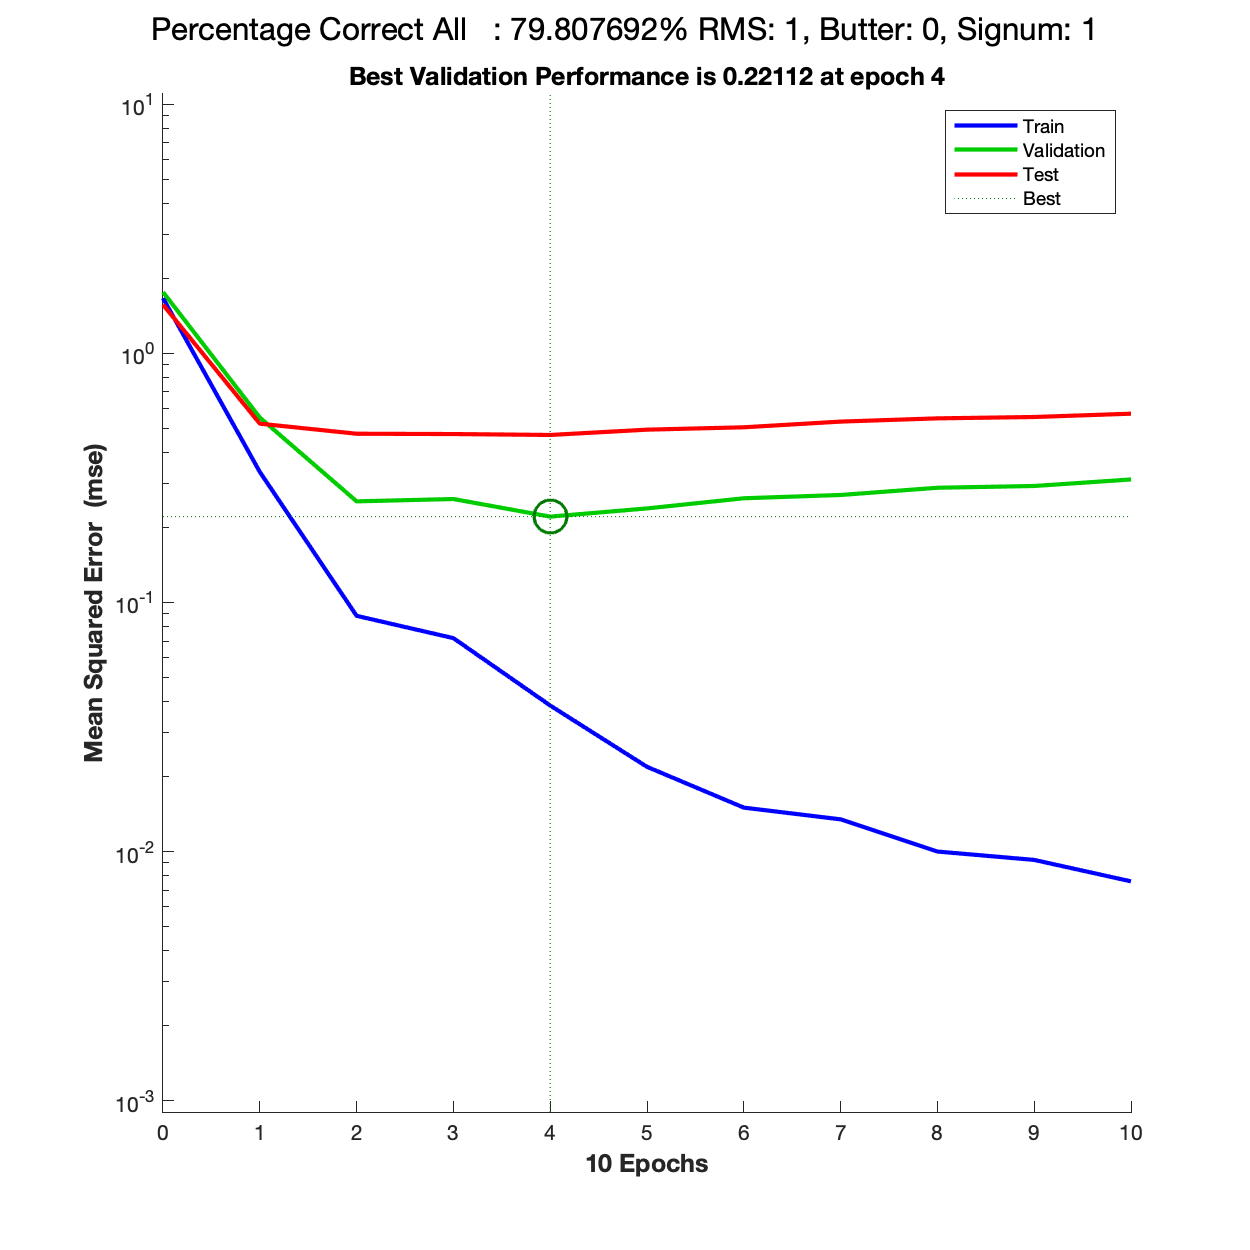 Percentage Correct All   : 79.807692% RMS: 1, Butter: 0, Signum: 1
Best Validation Performance is 0.22112 at epoch 4
Train
Validation
Test
Best
10^1
10^0
10^-1
10^-2
10^-3
Mean Squared Error  (mse)
0 1 2 3 4 5 6 7 8 9 10
10 Epochs